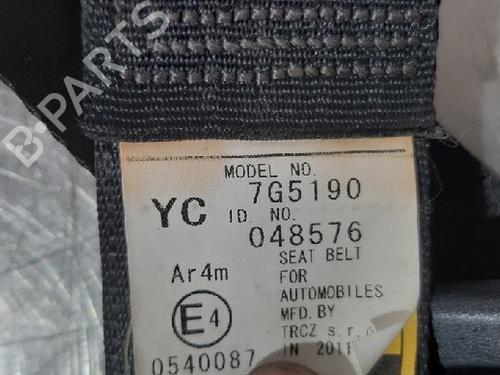 B-PARTS
MODEL NO.
YC 7G5190
ID. NO.
048576
Ar4m SEAT BELT
FOR
AUTOMOBILES
E4 MFD. BY
TRCZ s.r.
0540087 IN 2011